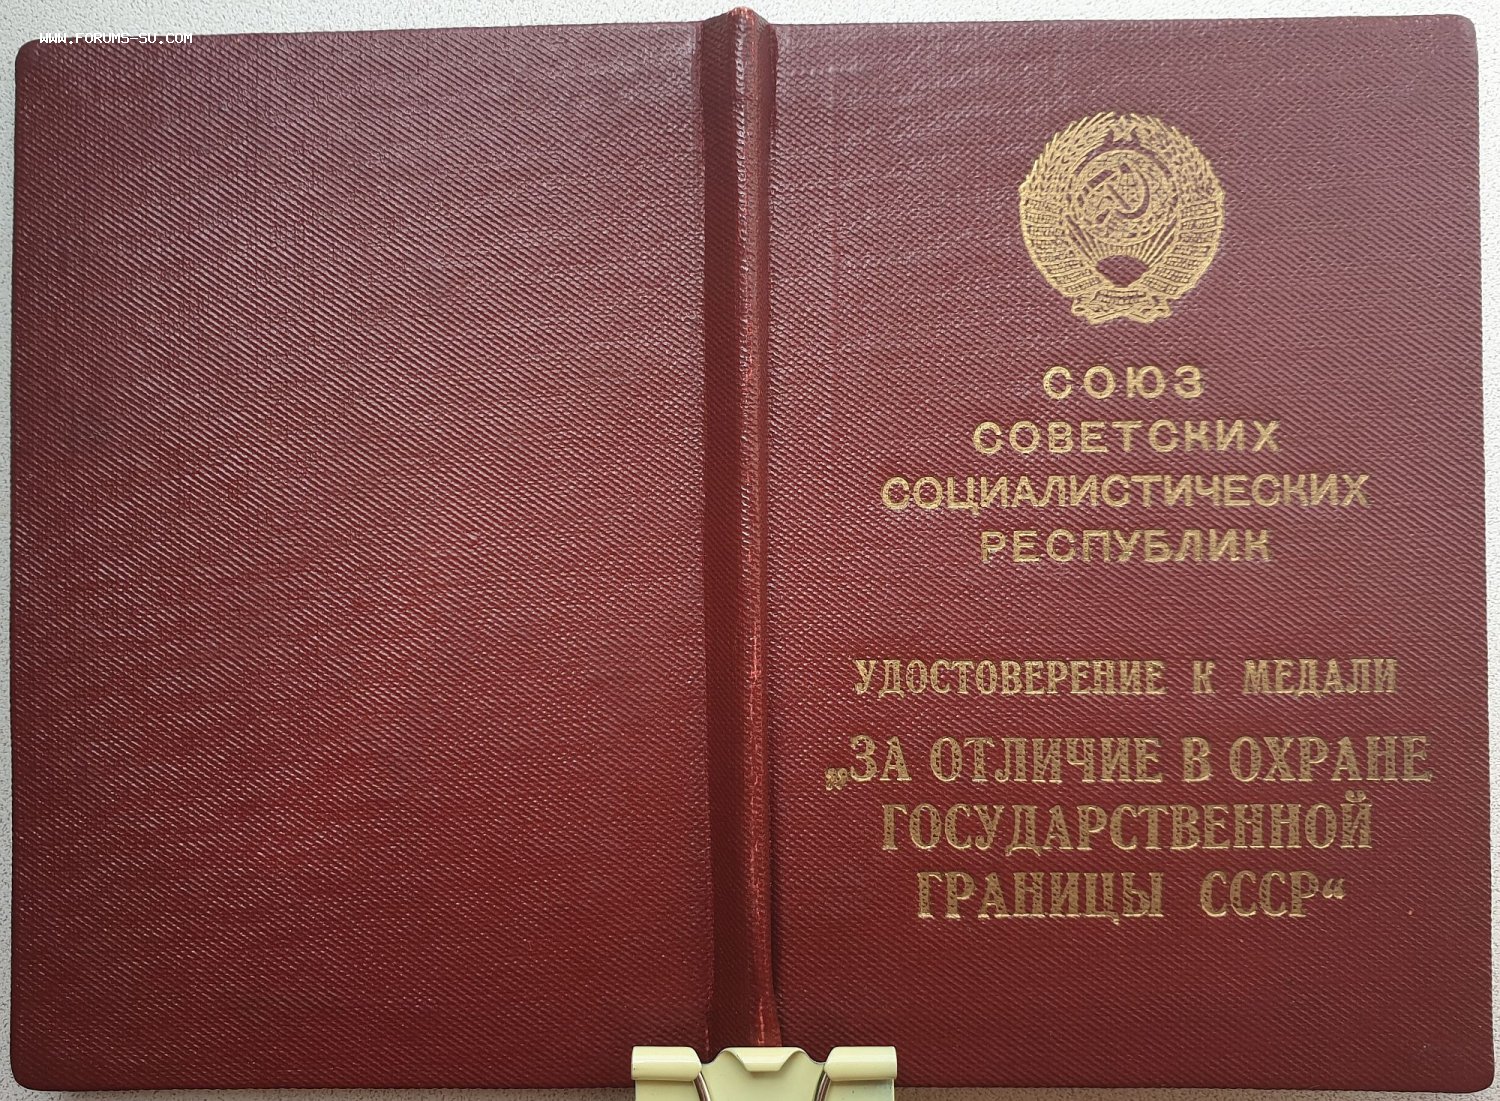 www.forums-su.com
СОЮЗ
СОВЕТСКИХ
СОЦИАЛИСТИЧЕСКИХ
РЕСПУБЛИК
УДОСТОВЕРЕНИЕ К МЕДАЛИ
„ЗА ОТЛИЧИЕ В ОХРАНЕ
ГОСУДАРСТВЕННОЙ
ГРАНИЦЫ СССР“